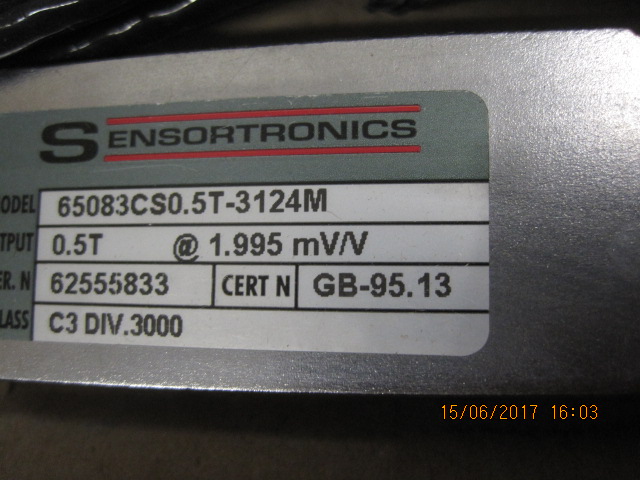 SENSORTRONICS
ODEL 65083CS0.5T-3124M
TPUT 0.5T @ 1.995 mV/V
ER. N 62555833 CERT N GB-95.13
LASS C3 DIV.3000
15/06/2017 16:03